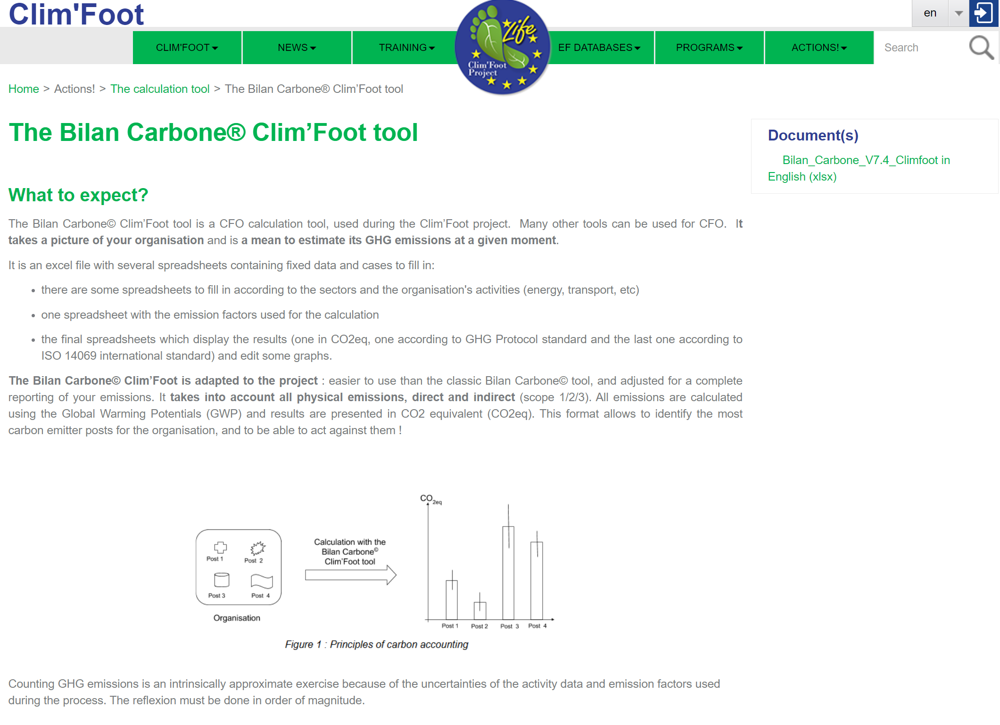 Clim'Foot
en
CLIM'FOOT
NEWS
TRAINING
Life
Clim'Foot
Project
EF DATABASES
PROGRAMS
ACTIONS!
Search
Home > Actions! > The calculation tool > The Bilan Carbone® Clim’Foot tool
The Bilan Carbone® Clim’Foot tool
What to expect?
The Bilan Carbone© Clim’Foot tool is a CFO calculation tool, used during the Clim’Foot project. Many other tools can be used for CFO. It
takes a picture of your organisation and is a mean to estimate its GHG emissions at a given moment.
It is an excel file with several spreadsheets containing fixed data and cases to fill in:
• there are some spreadsheets to fill in according to the sectors and the organisation's activities (energy, transport, etc)
• one spreadsheet with the emission factors used for the calculation
• the final spreadsheets which display the results (one in CO2eq, one according to GHG Protocol standard and the last one according to
ISO 14069 international standard) and edit some graphs.
The Bilan Carbone© Clim’Foot is adapted to the project : easier to use than the classic Bilan Carbone© tool, and adjusted for a complete
reporting of your emissions. It takes into account all physical emissions, direct and indirect (scope 1/2/3). All emissions are calculated
using the Global Warming Potentials (GWP) and results are presented in CO2 equivalent (CO2eq). This format allows to identify the most
carbon emitter posts for the organisation, and to be able to act against them !
Document(s)
Bilan_Carbone_V7.4_Climfoot in
English (xlsx)
Post 1
Post 2
Post 3
Post 4
Organisation
Calculation with the
Bilan Carbone©
Clim’Foot tool
CO2eq
Post 1
Post 2
Post 3
Post 4
Figure 1 : Principles of carbon accounting
Counting GHG emissions is an intrinsically approximate exercise because of the uncertainties of the activity data and emission factors used
during the process. The reflexion must be done in order of magnitude.